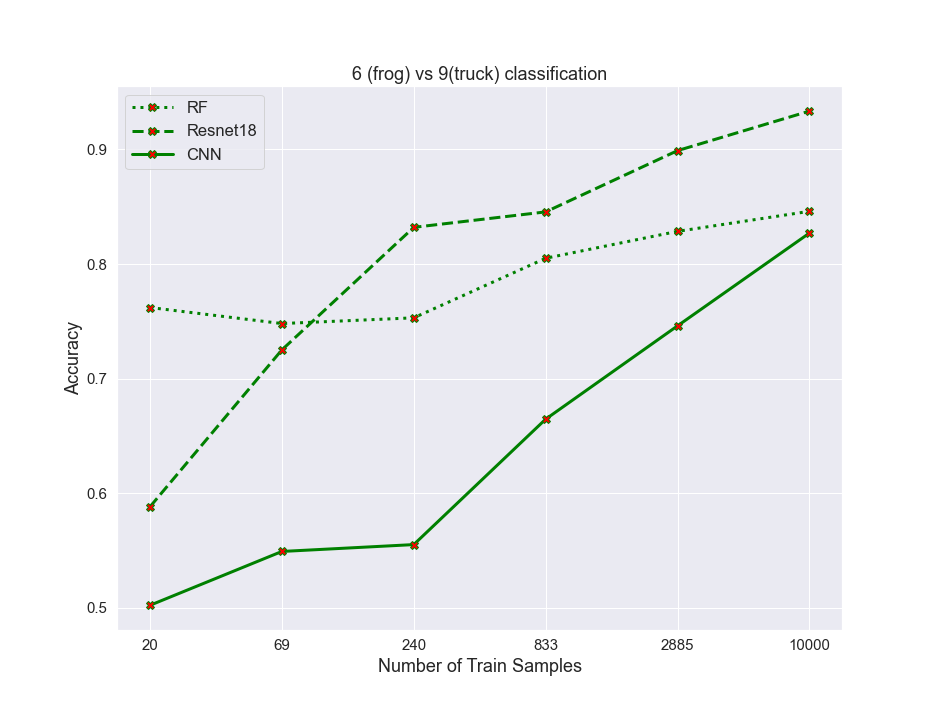 6 (frog) vs 9(truck) classification
RF
Resnet18
CNN
0.9
0.8
0.7
0.6
0.5
Accuracy
20 69 240 833 2885 10000
Number of Train Samples